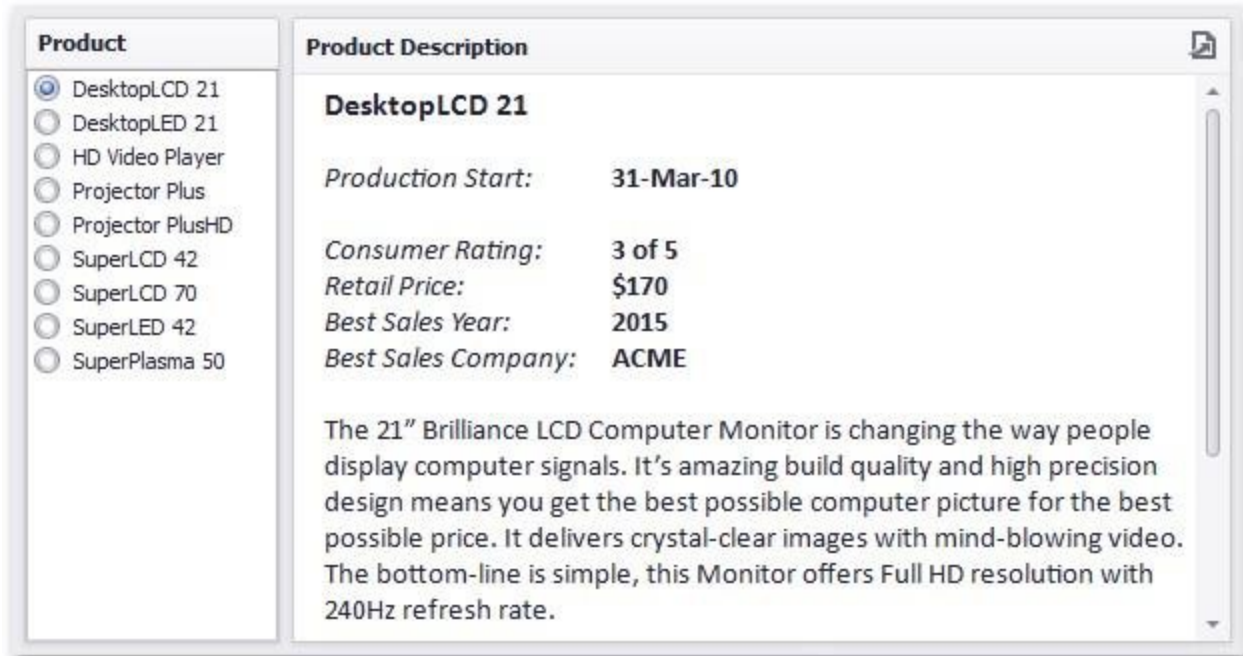 Product
DesktopLCD 21
DesktopLED 21
HD Video Player
Projector Plus
Projector PlusHD
SuperLCD 42
SuperLCD 70
SuperLED 42
SuperPlasma 50
Product Description
DesktopLCD 21
Production Start: 31-Mar-10
Consumer Rating: 3 of 5
Retail Price: $170
Best Sales Year: 2015
Best Sales Company: ACME
The 21” Brilliance LCD Computer Monitor is changing the way people
display computer signals. It’s amazing build quality and high precision
design means you get the best possible computer picture for the best
possible price. It delivers crystal-clear images with mind-blowing video.
The bottom-line is simple, this Monitor offers Full HD resolution with
240Hz refresh rate.